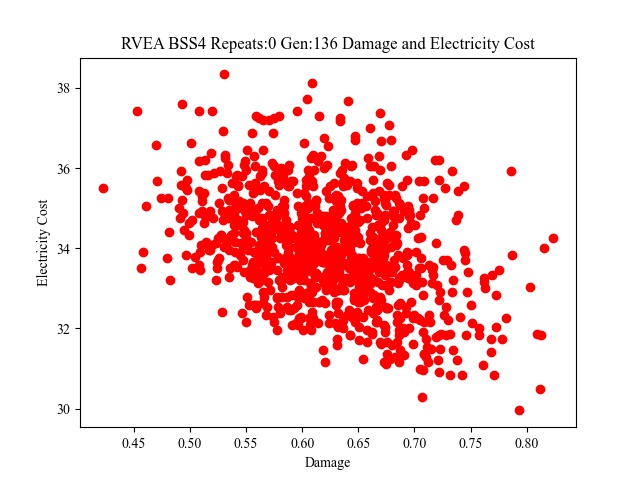 RVEA BSS4 Repeats:0 Gen:136 Damage and Electricity Cost
38
36
34
32
30
Electricity Cost
0.45 0.50 0.55 0.60 0.65 0.70 0.75 0.80
Damage